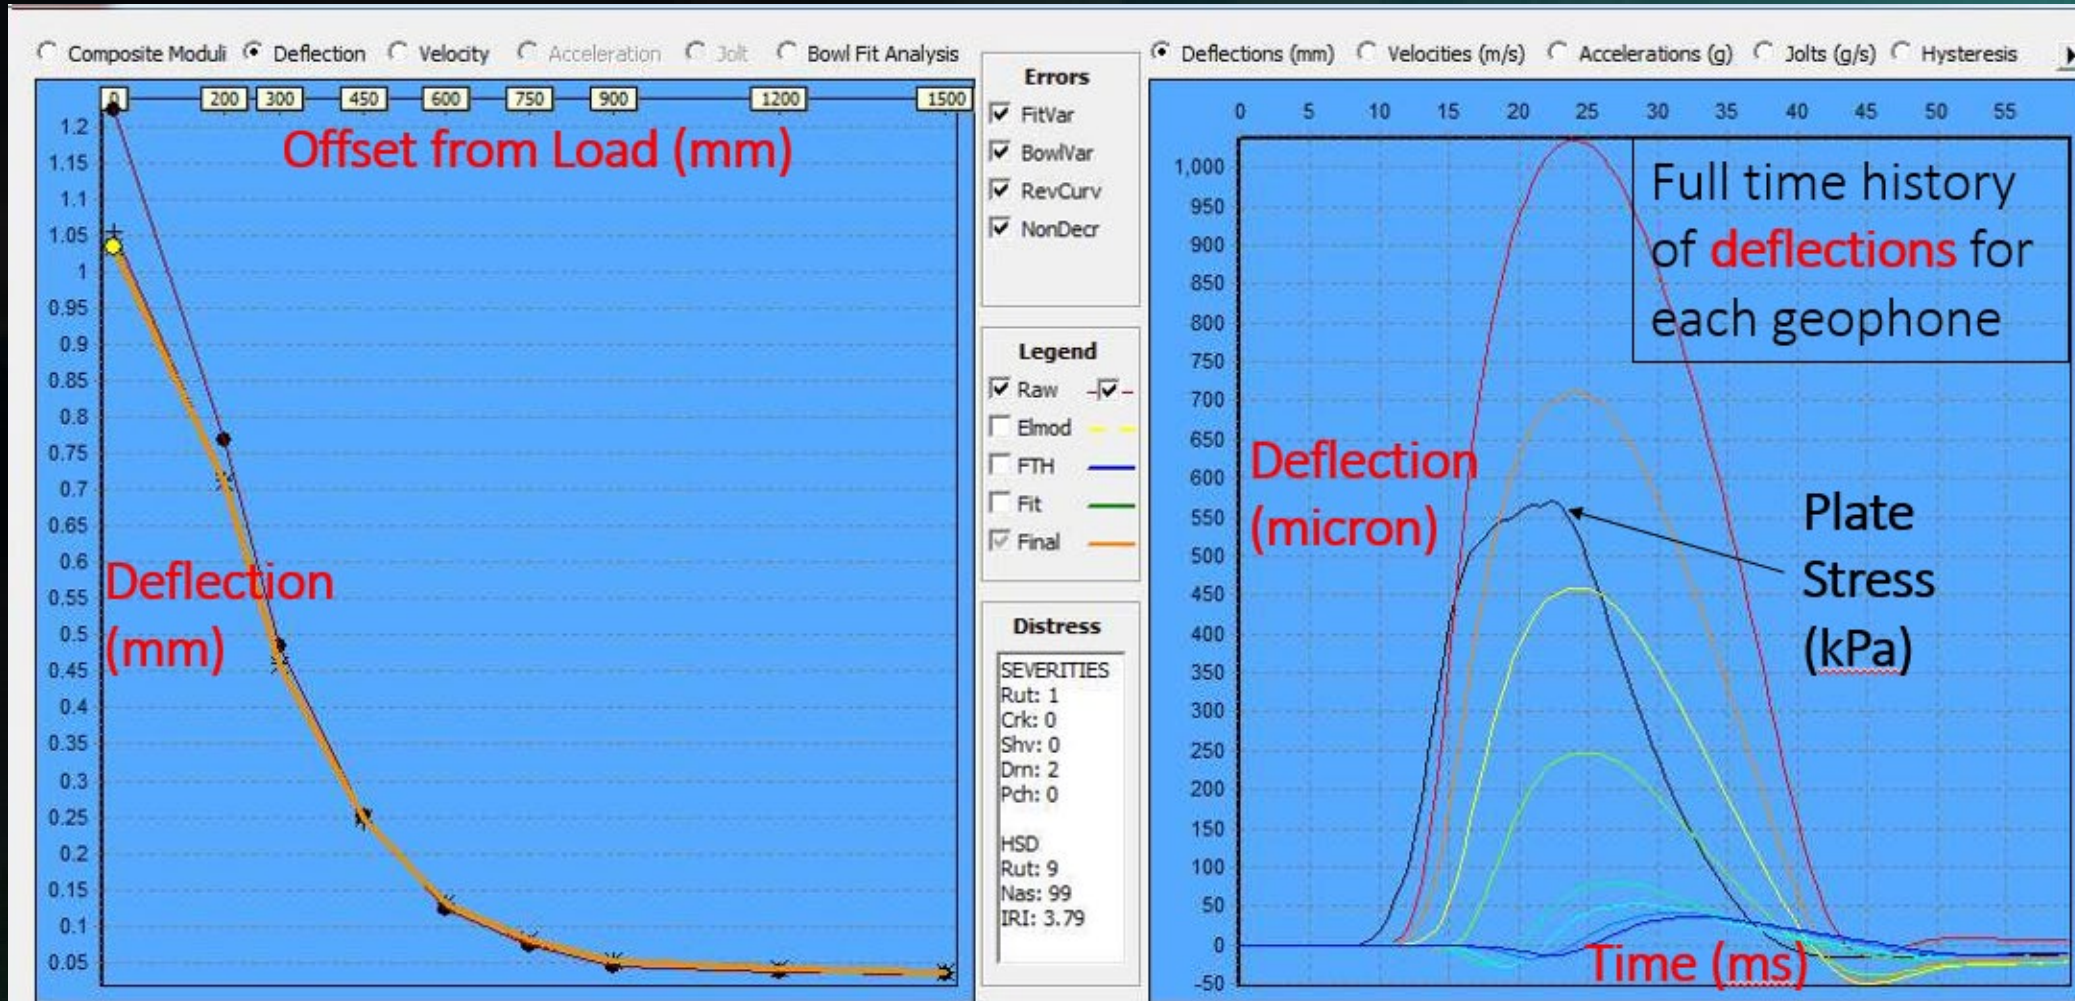 Composite Moduli Deflection Velocity Acceleration Jolt Bowl Fit Analysis
0 200 300 450 600 750 900 1200 1500
Offset from Load (mm)
1.2
1.15
1.1
1.05
1
0.95
0.9
0.85
0.8
0.75
0.7
0.65
0.6
0.55
0.5
0.45
0.4
0.35
0.3
0.25
0.2
0.15
0.1
0.05
Deflection
(mm)
Errors
FitVar
BowlVar
RevCurv
NonDecr
Legend
Raw
Elmod
FTH
Fit
Final
Distress
SEVERITIES
Rut: 1
Crk: 0
Shv: 0
Drn: 2
Pch: 0
HSD
Rut: 9
Nas: 99
IRI: 3.79
Deflections (mm) Velocities (m/s) Accelerations (g) Jolts (g/s) Hysteresis
0 5 10 15 20 25 30 35 40 45 50 55
1,000
950
900
850
800
750
700
650
600
550
500
450
400
350
300
250
200
150
100
50
0
-50
Full time history
of deflections for
each geophone
Deflection
(micron)
Plate
Stress
(kPa)
Time (ms)